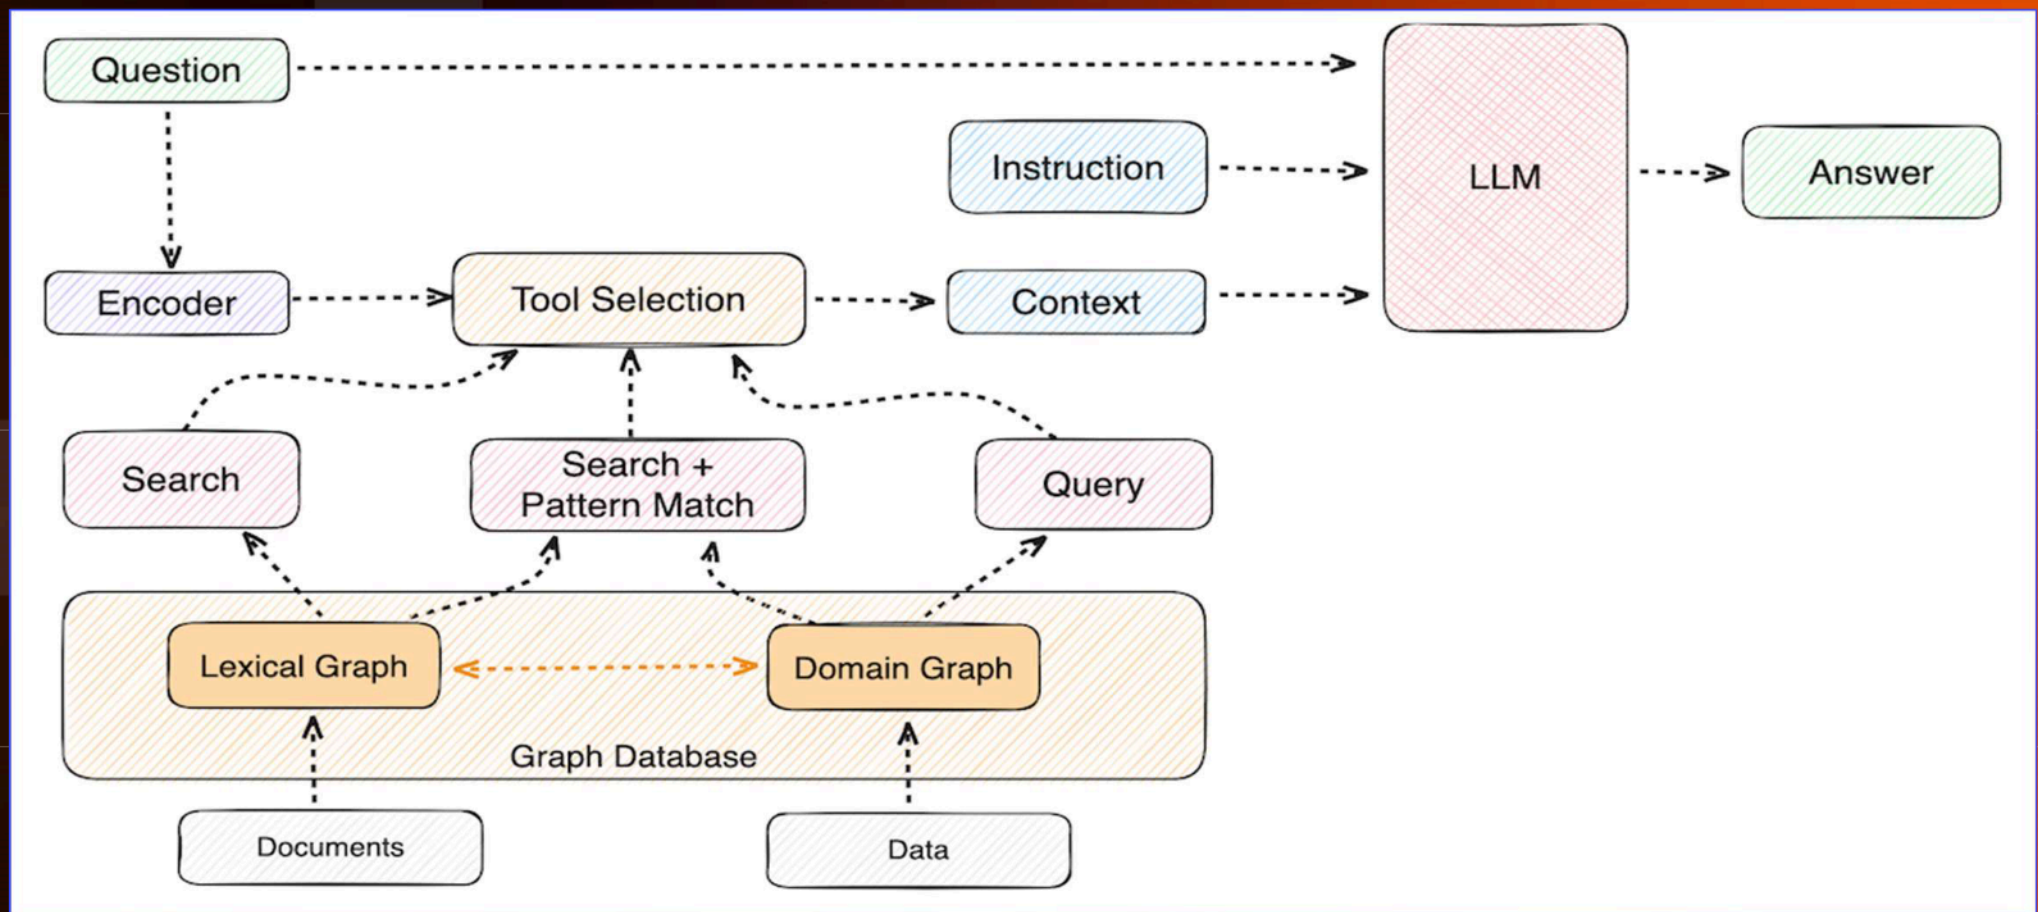 Question
Instruction
LLM
Answer
Encoder
Tool Selection
Context
Search
Search +
Pattern Match
Query
Lexical Graph
Domain Graph
Graph Database
Documents
Data